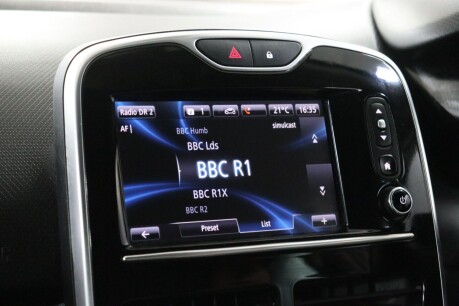 Radio DR 2 1 21°C 16:35
AF BBC Humb simulcast
BBC Lds
BBC R1
BBC R1X
BBC R2
Preset List +